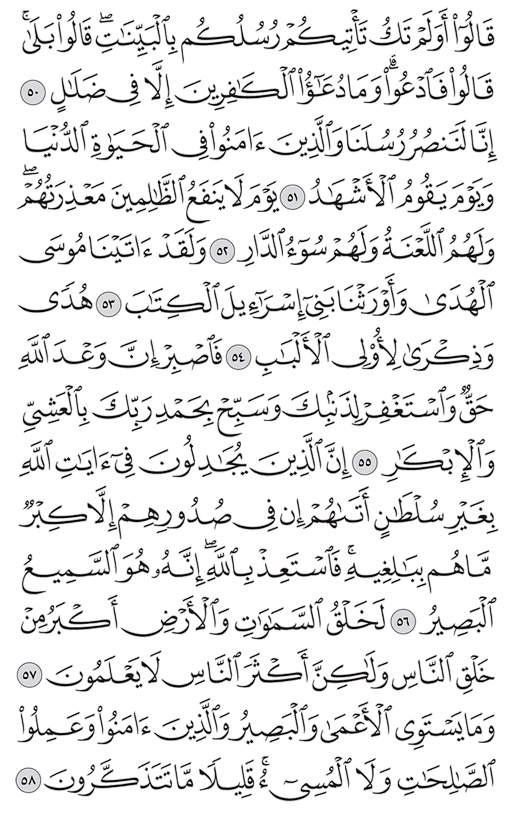 قَالُوٓا۟ أَوَلَمْ تَكُ تَأْتِيكُمْ رُسُلُكُم بِٱلْبَيِّنَـٰتِ ۖ قَالُوا۟ بَلَىٰ ۚ
قَالُوا۟ فَٱدْعُوا۟ ۗ وَمَا دُعَـٰٓؤُا۟ ٱلْكَـٰفِرِينَ إِلَّا فِى ضَلَـٰلٍ ٥٠
إِنَّا لَنَنصُرُ رُسُلَنَا وَٱلَّذِينَ ءَامَنُوا۟ فِى ٱلْحَيَوٰةِ ٱلدُّنْيَا
وَيَوْمَ يَقُومُ ٱلْأَشْهَـٰدُ ٥١ يَوْمَ لَا يَنفَعُ ٱلظَّـٰلِمِينَ مَعْذِرَتُهُمْ ۖ
وَلَهُمُ ٱللَّعْنَةُ وَلَهُمْ سُوٓءُ ٱلدَّارِ ٥٢ وَلَقَدْ ءَاتَيْنَا مُوسَى
ٱلْهُدَىٰ وَأَوْرَثْنَا بَنِىٓ إِسْرَٰٓءِيلَ ٱلْكِتَـٰبَ ٥٣ هُدًى
وَذِكْرَىٰ لِأُو۟لِى ٱلْأَلْبَـٰبِ ٥٤ فَٱصْبِرْ إِنَّ وَعْدَ ٱللَّهِ
حَقٌّ وَٱسْتَغْفِرْ لِذَنۢبِكَ وَسَبِّحْ بِحَمْدِ رَبِّكَ بِٱلْعَشِىِّ
وَٱلْإِبْكَـٰرِ ٥٥ إِنَّ ٱلَّذِينَ يُجَـٰدِلُونَ فِىٓ ءَايَـٰتِ ٱللَّهِ
بِغَيْرِ سُلْطَـٰنٍ أَتَىٰهُمْ ۙ إِن فِى صُدُورِهِمْ إِلَّا كِبْرٌ
مَّا هُم بِبَـٰلِغِيهِ ۚ فَٱسْتَعِذْ بِٱللَّهِ ۖ إِنَّهُۥ هُوَ ٱلسَّمِيعُ
ٱلْبَصِيرُ ٥٦ لَخَلْقُ ٱلسَّمَـٰوَٰتِ وَٱلْأَرْضِ أَكْبَرُ مِنْ
خَلْقِ ٱلنَّاسِ وَلَـٰكِنَّ أَكْثَرَ ٱلنَّاسِ لَا يَعْلَمُونَ ٥٧
وَمَا يَسْتَوِى ٱلْأَعْمَىٰ وَٱلْبَصِيرُ وَٱلَّذِينَ ءَامَنُوا۟ وَعَمِلُوا۟
ٱلصَّـٰلِحَـٰتِ وَلَا ٱلْمُسِىٓءُ ۚ قَلِيلًا مَّا تَتَذَكَّرُونَ ٥٨